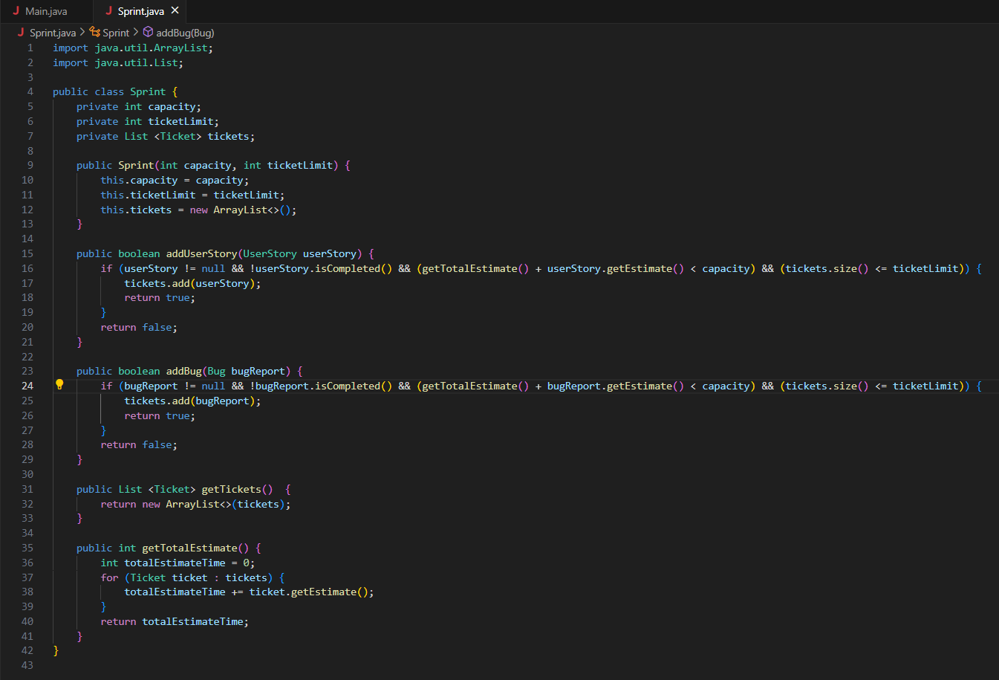 Main.java Sprint.java
Sprint.java > Sprint > addBug(Bug)
1 import java.util.ArrayList;
2 import java.util.List;
3
4 public class Sprint {
5 private int capacity;
6 private int ticketLimit;
7 private List <Ticket> tickets;
8
9 public Sprint(int capacity, int ticketLimit) {
10 this.capacity = capacity;
11 this.ticketLimit = ticketLimit;
12 this.tickets = new ArrayList<>();
13 }
14
15 public boolean addUserStory(UserStory userStory) {
16 if (userStory != null && !userStory.isCompleted() && (getTotalEstimate() + userStory.getEstimate() < capacity) && (tickets.size() <= ticketLimit)) {
17 tickets.add(userStory);
18 return true;
19 }
20 return false;
21 }
22
23 public boolean addBug(Bug bugReport) {
24 if (bugReport != null && !bugReport.isCompleted() && (getTotalEstimate() + bugReport.getEstimate() < capacity) && (tickets.size() <= ticketLimit)) {
25 tickets.add(bugReport);
26 return true;
27 }
28 return false;
29 }
30
31 public List <Ticket> getTickets()  {
32 return new ArrayList<>(tickets);
33 }
34
35 public int getTotalEstimate() {
36 int totalEstimateTime = 0;
37 for (Ticket ticket : tickets) {
38 totalEstimateTime += ticket.getEstimate();
39 }
40 return totalEstimateTime;
41 }
42 }
43